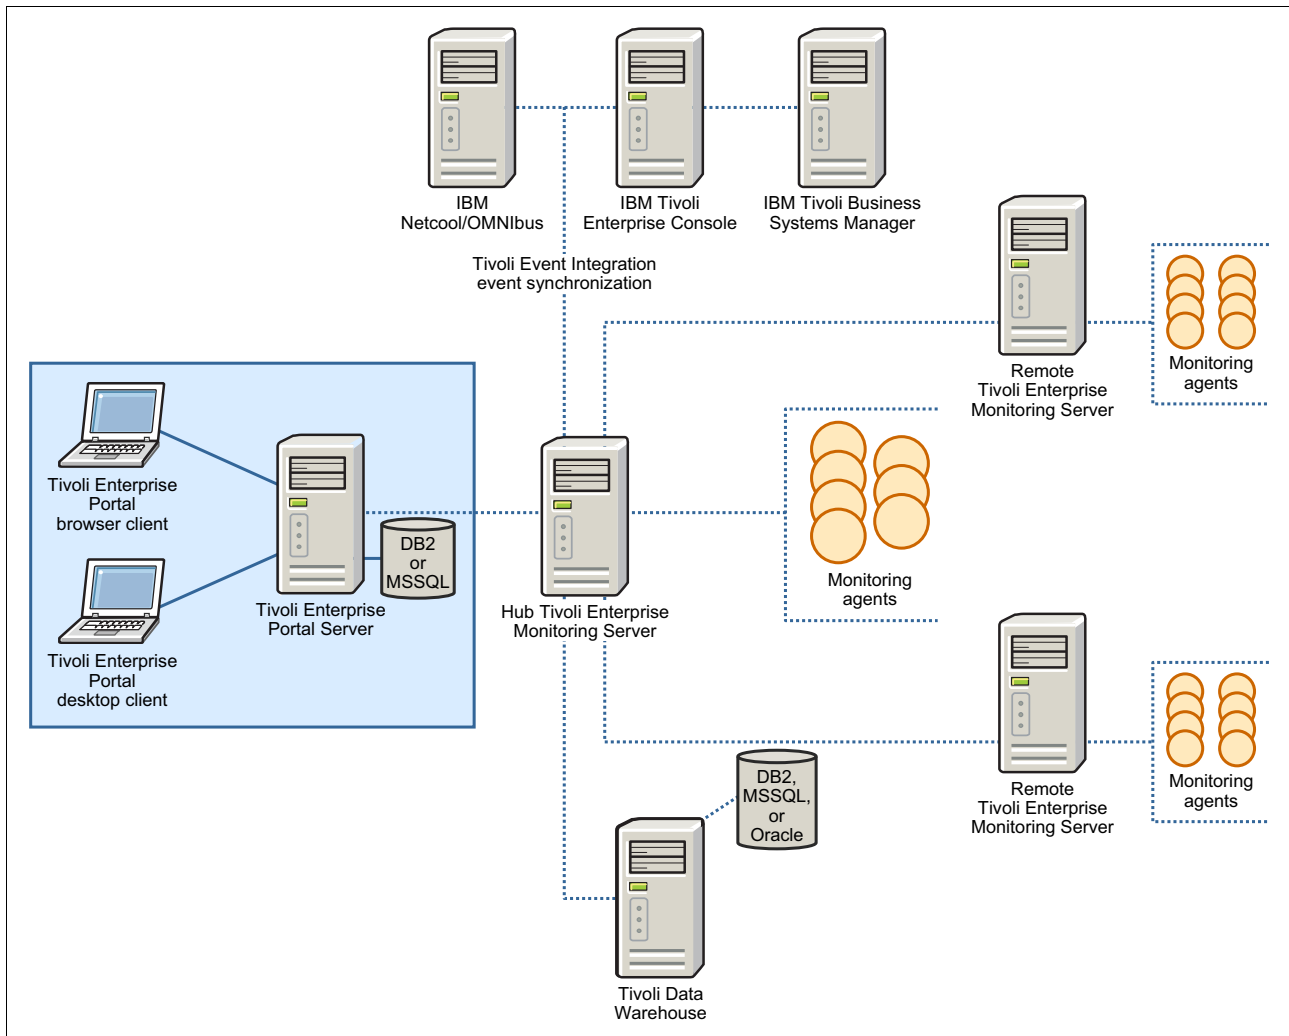 IBM
Netcool/OMNIbus
IBM Tivoli
Enterprise Console
IBM Tivoli Business
Systems Manager
Tivoli Event Integration
event synchronization
Remote
Tivoli Enterprise
Monitoring Server
Monitoring
agents
Tivoli Enterprise
Portal
browser client
DB2
or
MSSQL
Tivoli Enterprise
Portal Server
Hub Tivoli Enterprise
Monitoring Server
Monitoring
agents
Tivoli Enterprise
Portal
desktop client
Remote
Tivoli Enterprise
Monitoring Server
Monitoring
agents
DB2,
MSSQL,
or
Oracle
Tivoli Data
Warehouse